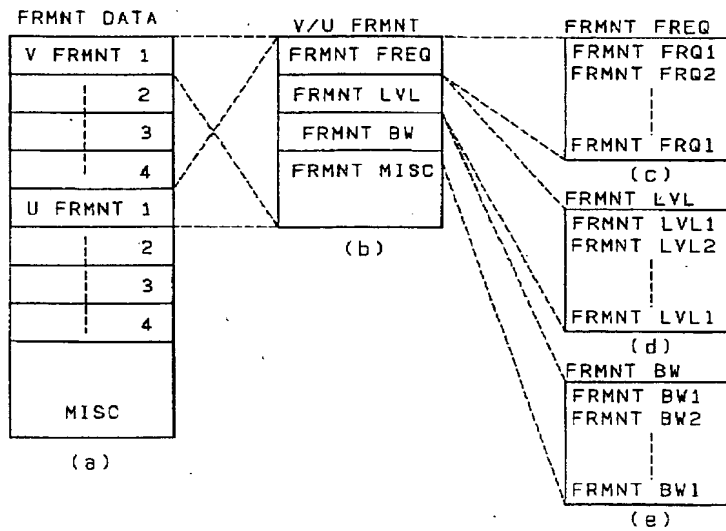 FRMNT DATA
V FRMNT 1
2
3
4
U FRMNT 1
2
3
4
MISC
(a)
V/U FRMNT
FRMNT FREQ
FRMNT LVL
FRMNT BW
FRMNT MISC
(b)
FRMNT FREQ
FRMNT FRQ1
FRMNT FRQ2
FRMNT FRQ1
(c)
FRMNT LVL
FRMNT LVL1
FRMNT LVL2
FRMNT LVL1
(d)
FRMNT BW
FRMNT BW1
FRMNT BW2
FRMNT BW1
(e)